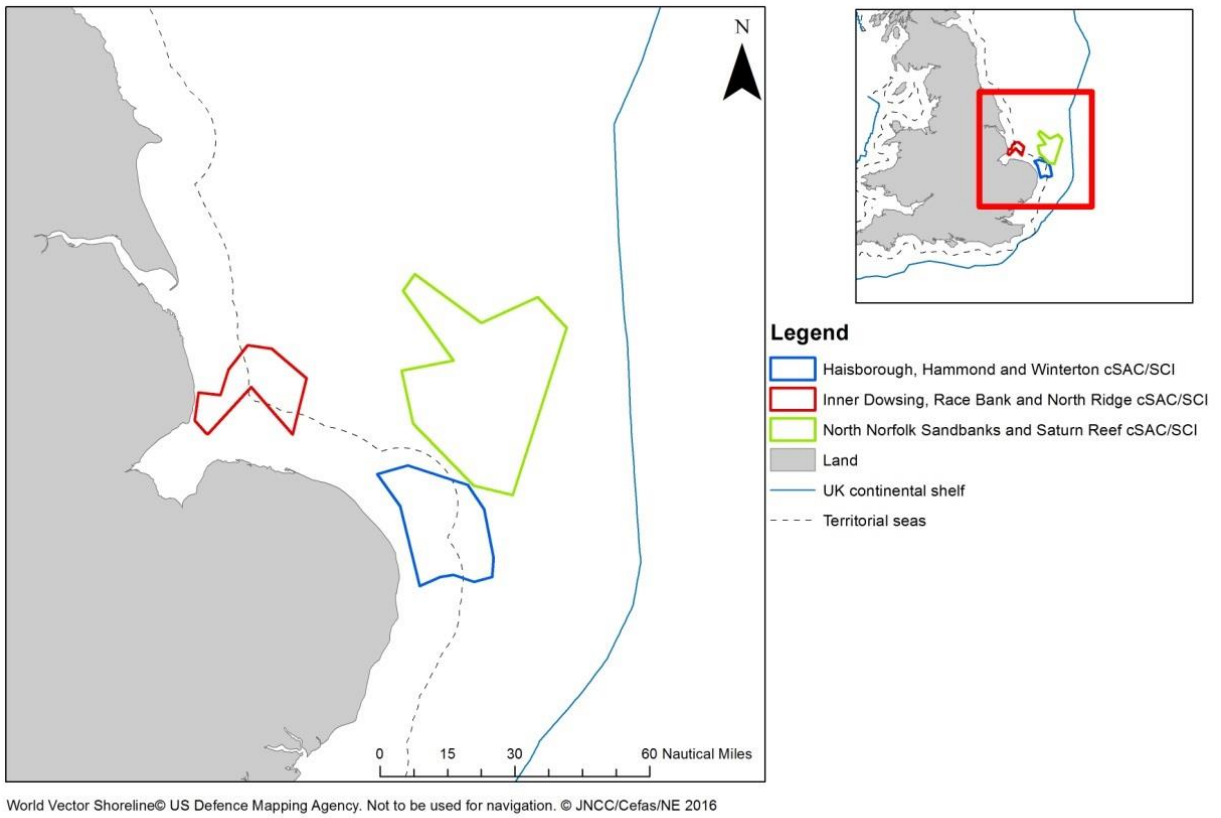 N
0 15 30 60 Nautical Miles
Legend
Haisborough, Hammond and Winterton cSAC/SCI
Inner Dowsing, Race Bank and North Ridge cSAC/SCI
North Norfolk Sandbanks and Saturn Reef cSAC/SCI
Land
UK continental shelf
Territorial seas
World Vector Shoreline© US Defence Mapping Agency. Not to be used for navigation. © JNCC/Cefas/NE 2016